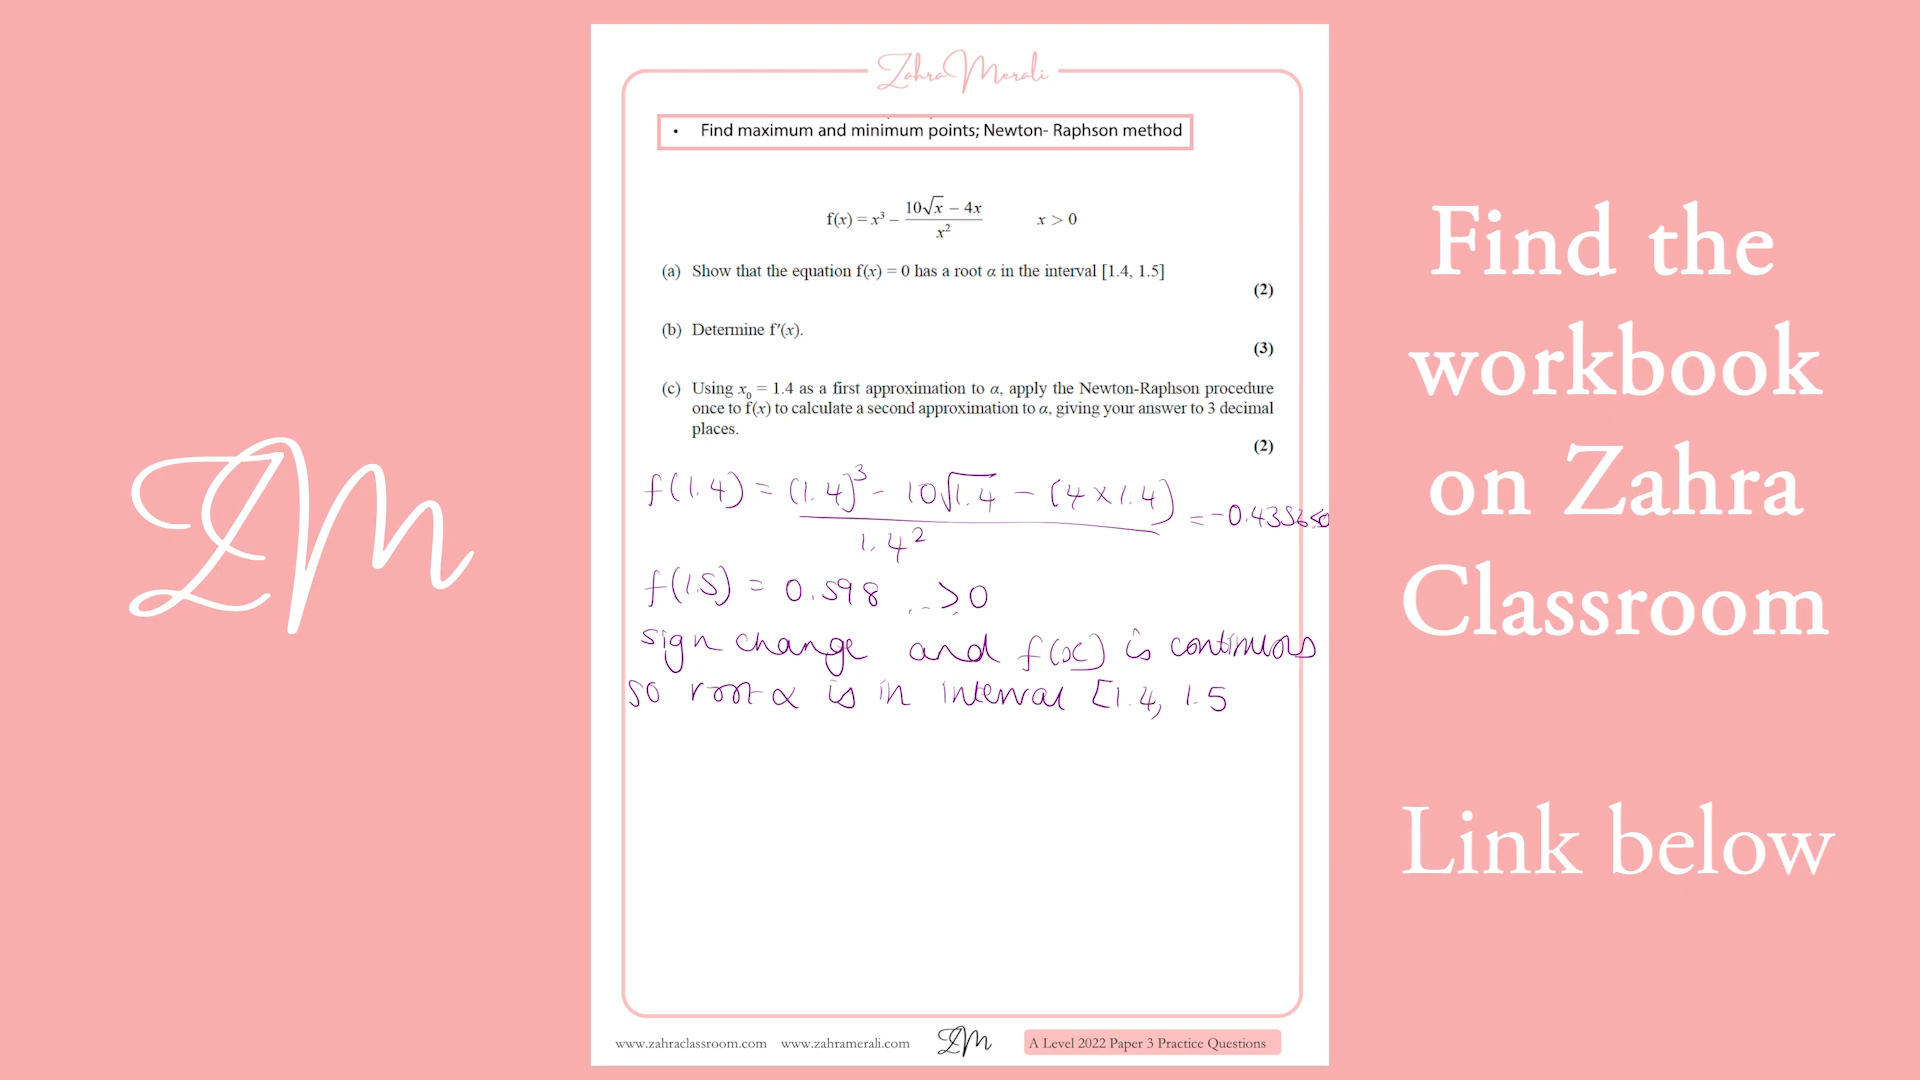 Zahra Merali
• Find maximum and minimum points; Newton- Raphson method
f(x) = x³ − (10√x − 4x)/x²    x > 0
(a) Show that the equation f(x) = 0 has a root α in the interval [1.4, 1.5]
(2)
(b) Determine f′(x).
(3)
(c) Using x₀ = 1.4 as a first approximation to α, apply the Newton-Raphson procedure
once to f(x) to calculate a second approximation to α, giving your answer to 3 decimal
places.
(2)
f(1.4) = (1.4)³ - 10√1.4 - (4×1.4)
1.4²
f(1.5) = 0.598 ... >0
sign change and f(x) is continuous
so root α is in interval [1.4, 1.5
www.zahraclassroom.com www.zahramerali.com ZM A Level 2022 Paper 3 Practice Questions
ZM
Find the
workbook
on Zahra
Classroom
Link below